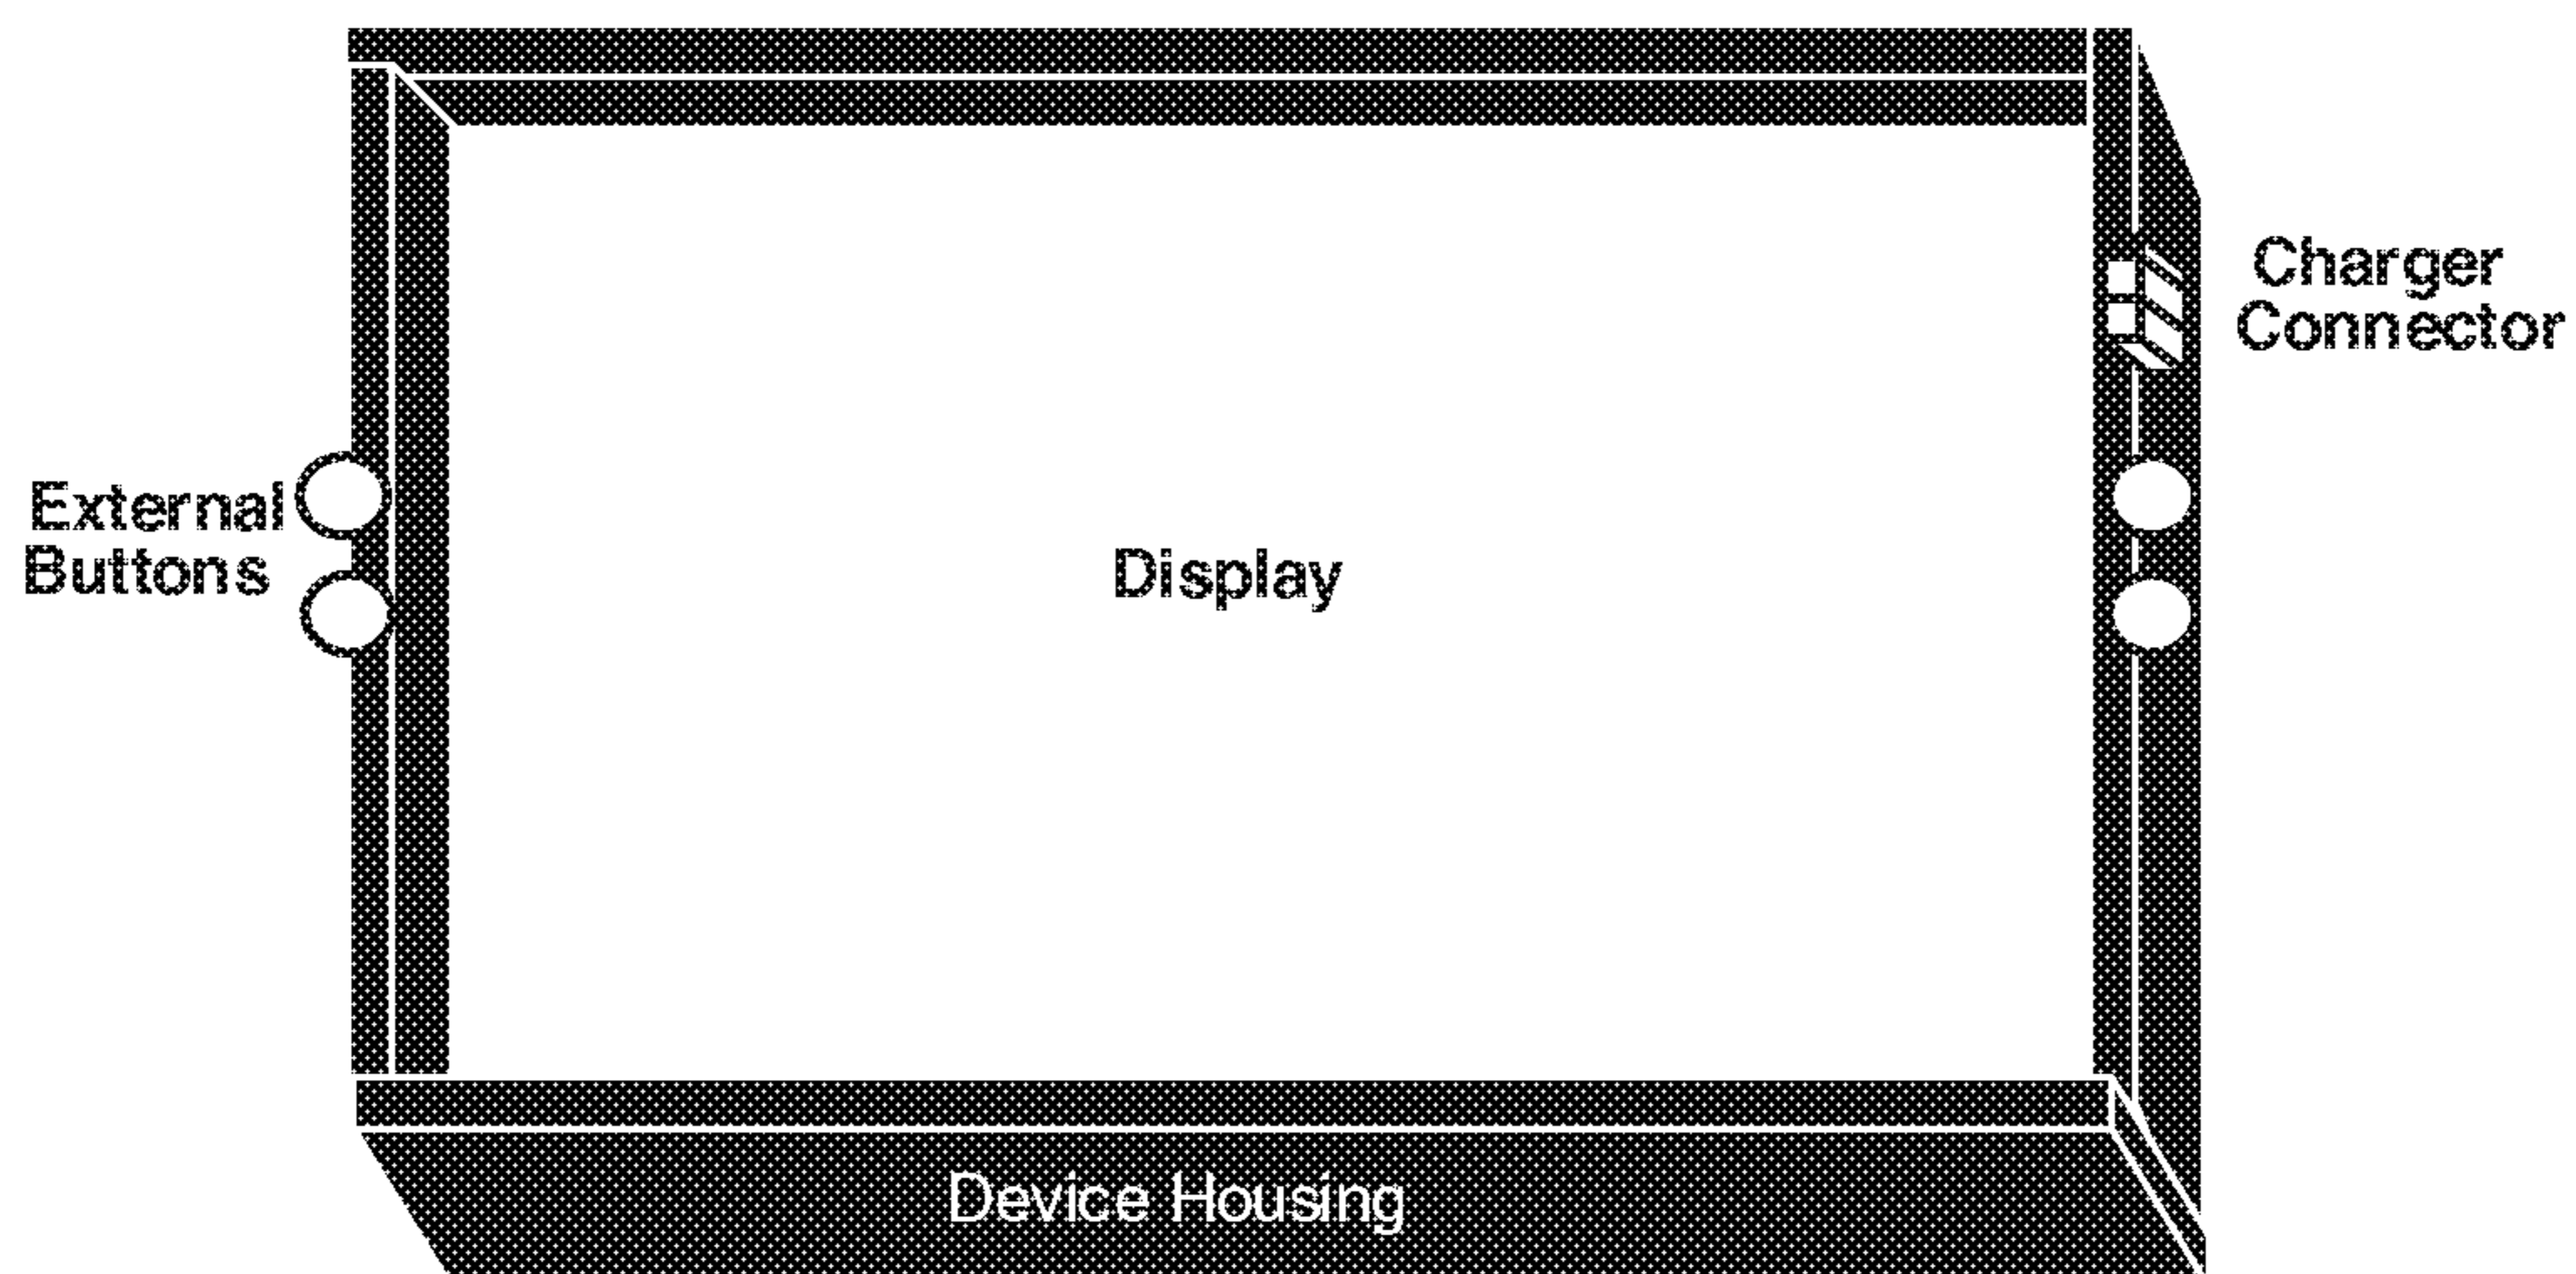 Charger
Connector
External
Buttons
Display
Device Housing